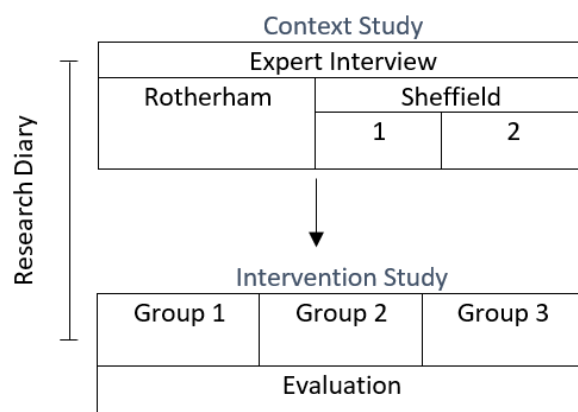 Context Study
Expert Interview
Rotherham
Sheffield
1
2
Research Diary
Intervention Study
Group 1
Group 2
Group 3
Evaluation